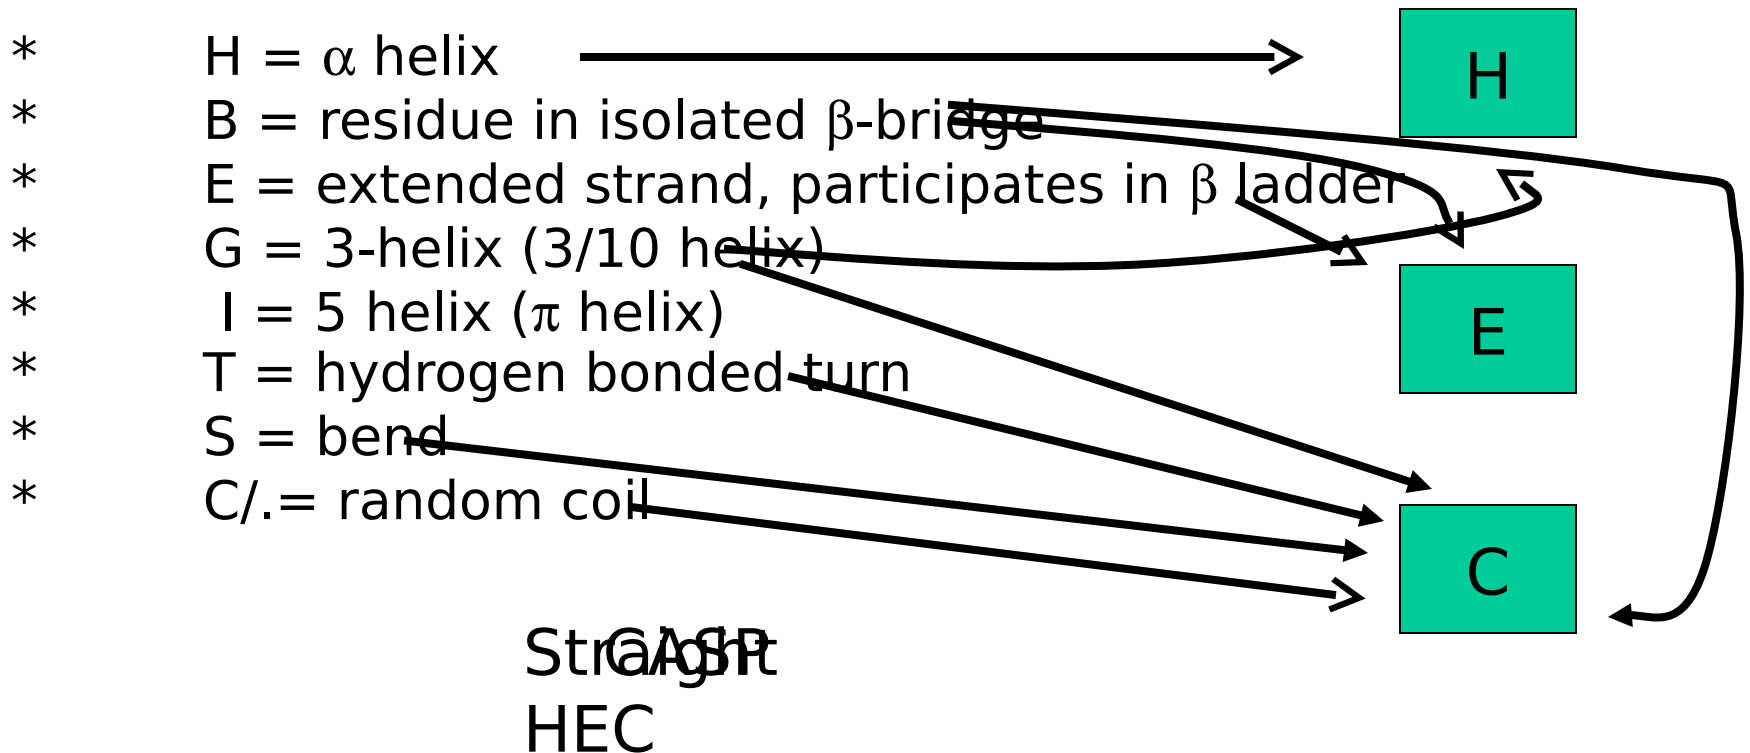 * H = α helix
* B = residue in isolated β-bridge
* E = extended strand, participates in β ladder
* G = 3-helix (3/10 helix)
* I = 5 helix (π helix)
* T = hydrogen bonded turn
* S = bend
* C/.= random coil
H
E
C
Straight
HEC
CASP